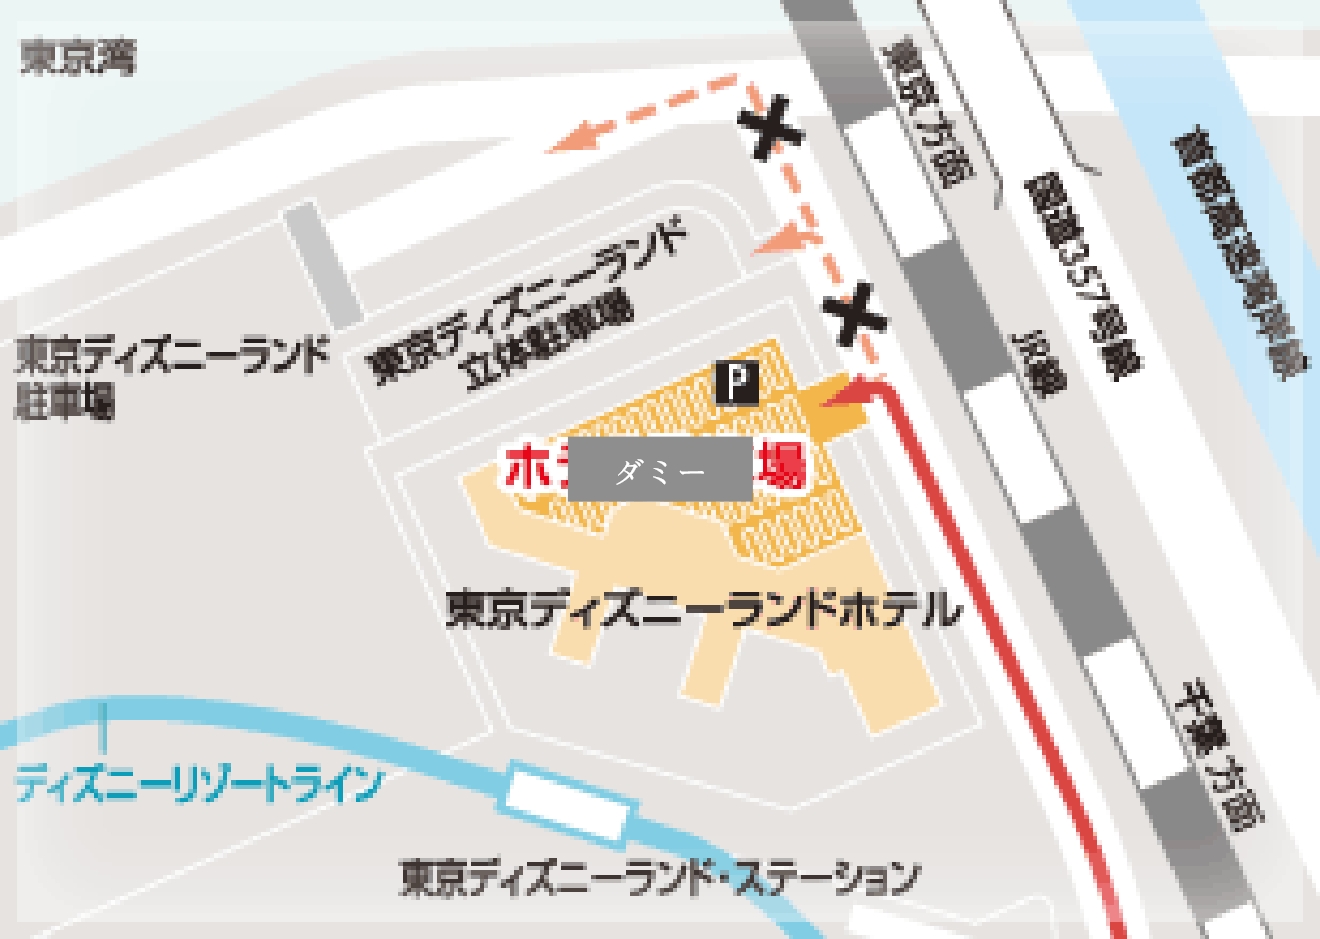 東京湾
東京方面
国道357号線
首都高速湾岸線
東京ディズニーランド
立体駐車場
JR線
東京ディズニーランド
駐車場
P
ホテ
ダミー
場
東京ディズニーランドホテル
千葉方面
ディズニーリゾートライン
東京ディズニーランド・ステーション